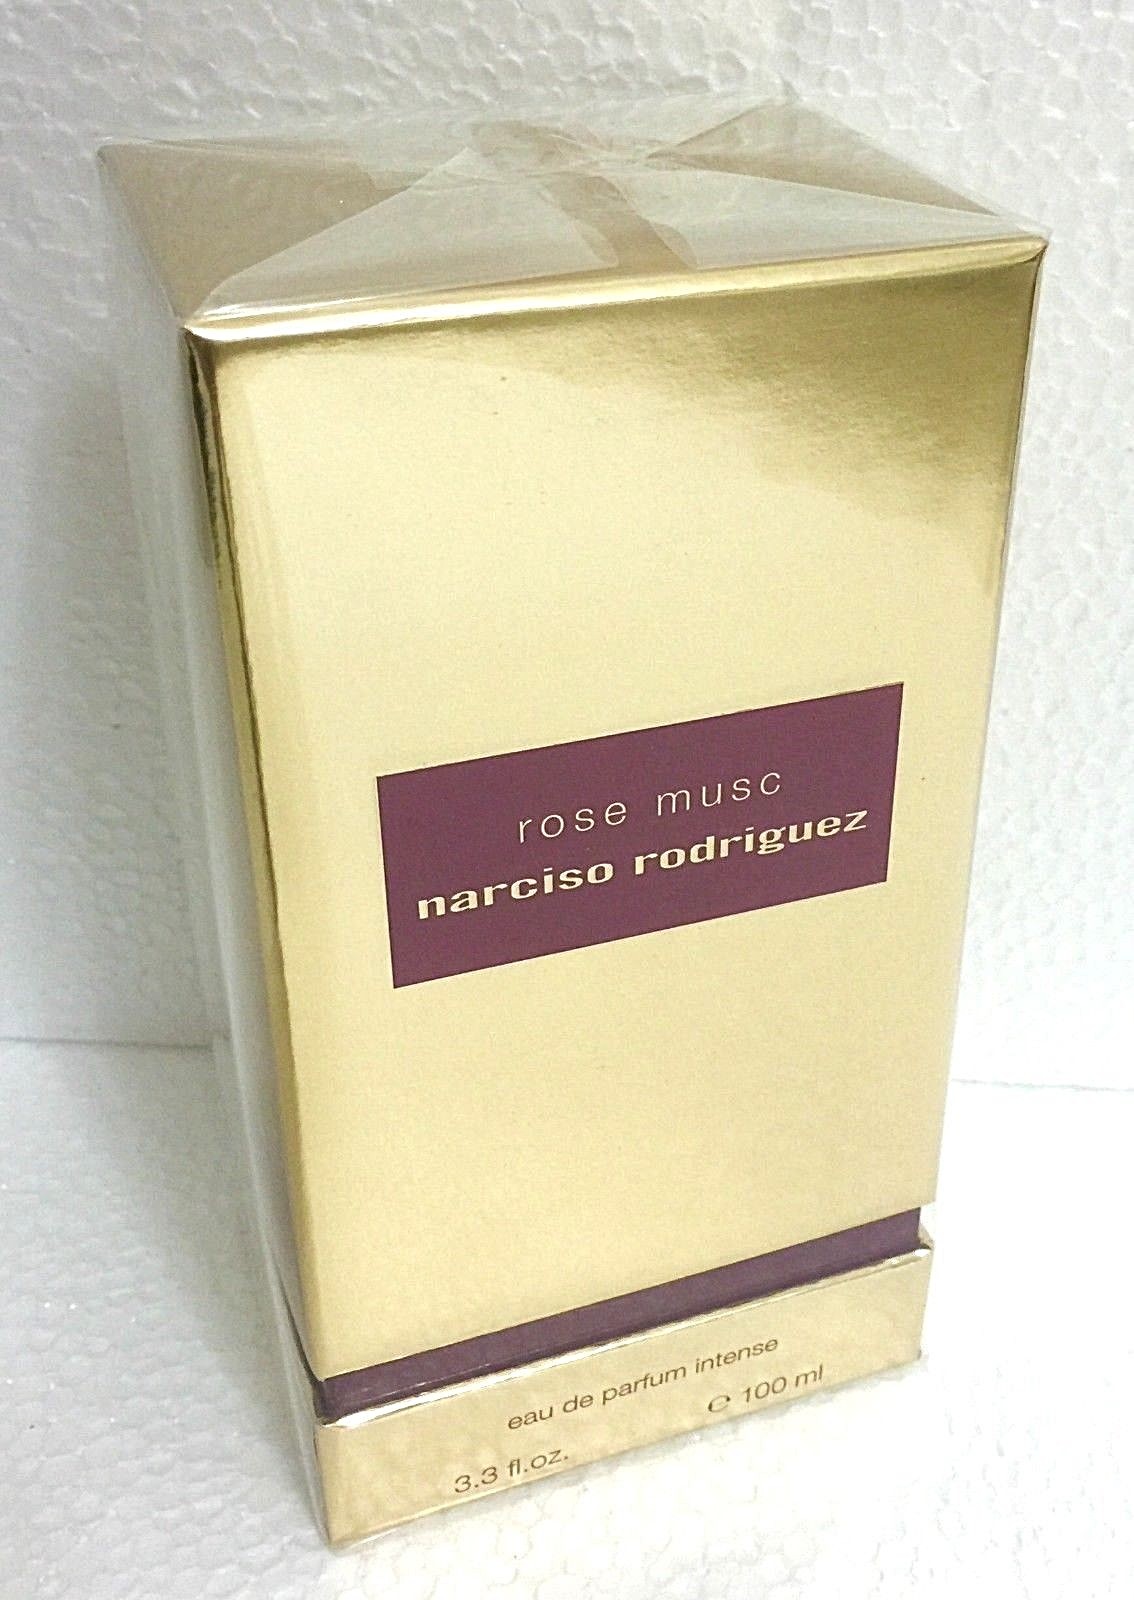 rose musc
narciso rodriguez
eau de parfum intense
3.3 fl.oz. ℮ 100 ml